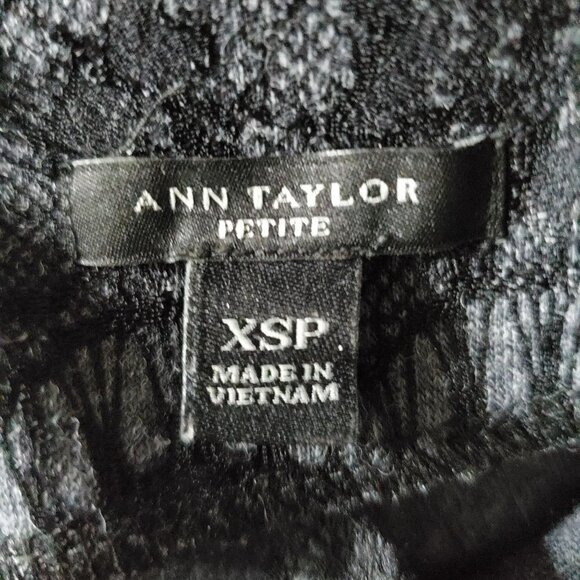 ANN TAYLOR
PETITE
XSP
MADE IN
VIETNAM